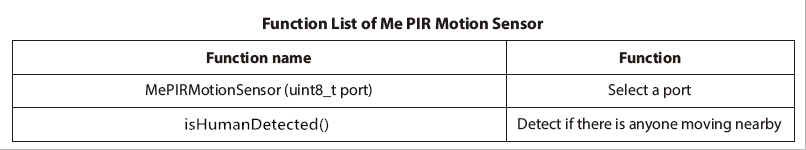 Function List of Me PIR Motion Sensor
Function name Function
MePIRMotionSensor (uint8_t port) Select a port
isHumanDetected() Detect if there is anyone moving nearby